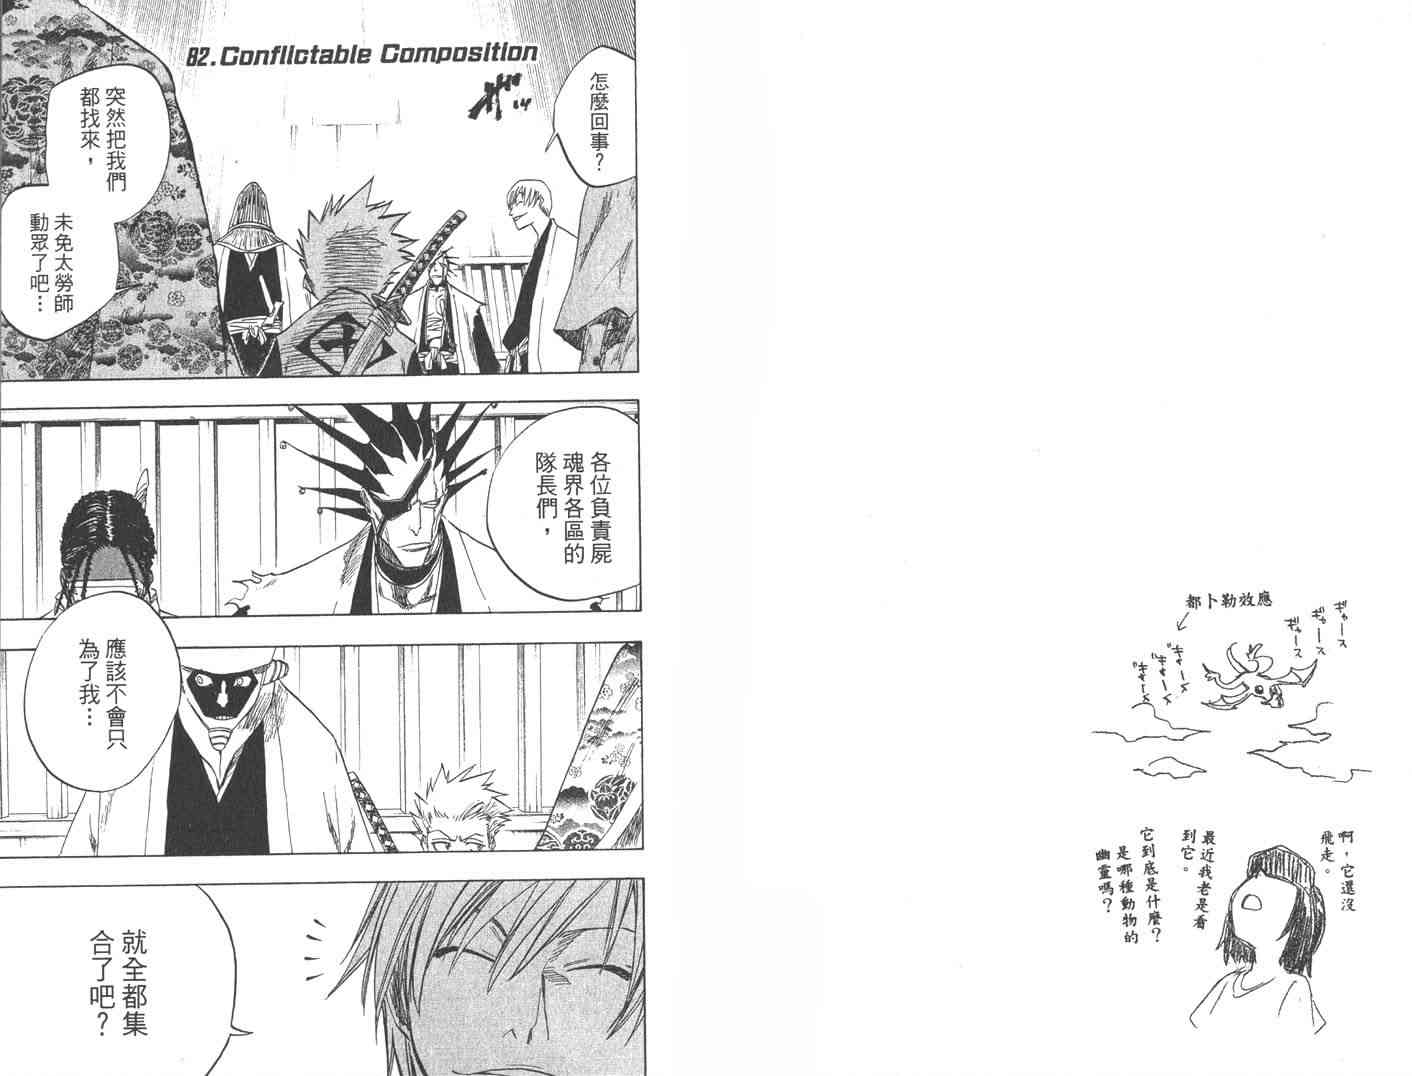 都卜勒效應
ギャース
ギャース
ギャース
ギャース
ギャース
ギャース
啊，它還沒
飛走。
最近我老是看
到它。
它到底是什麼？
是哪種動物的
幽靈嗎？
82.Conflictable Composition
怎麼回事？
突然把我們
都找來，
未免太勞師
動眾了吧…
各位負責屍
魂界各區的
隊長們，
應該不會只
為了我…
就全都集
合了吧？